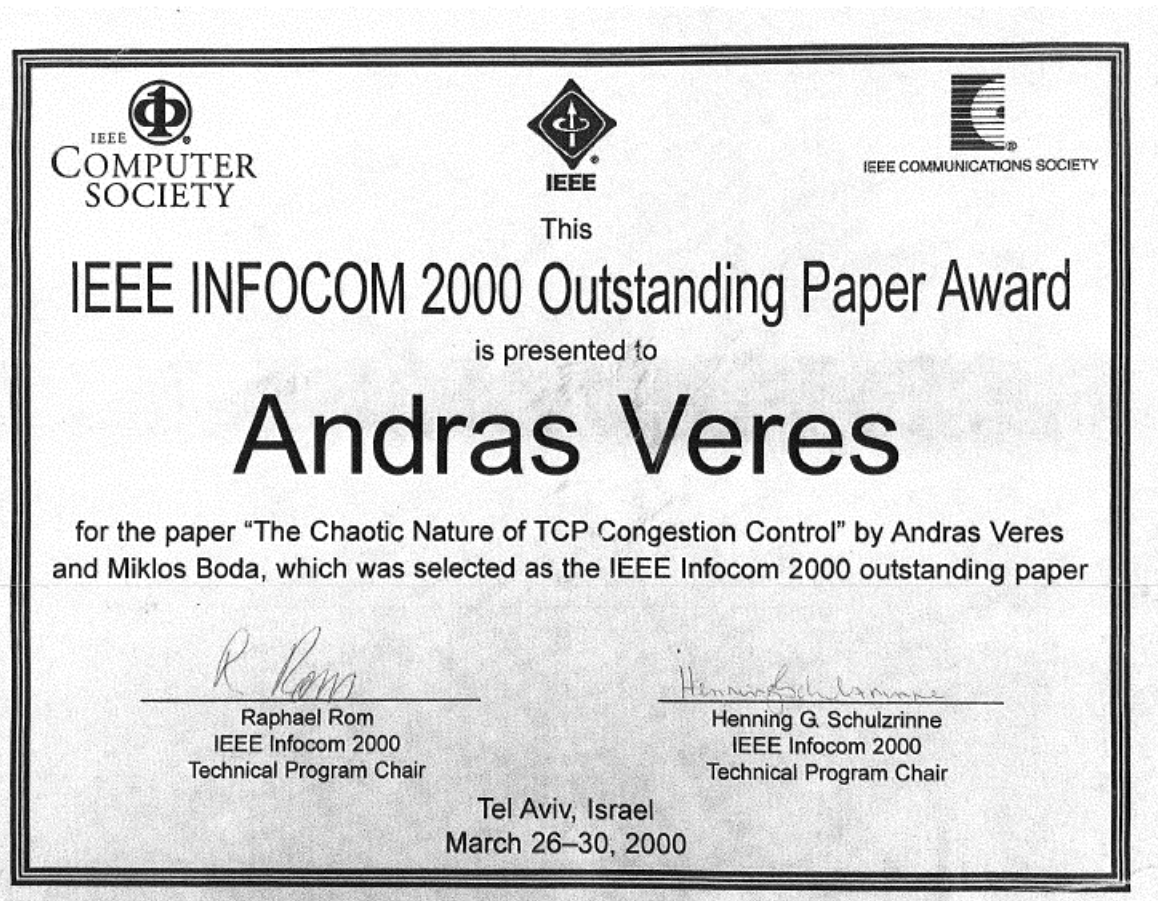 IEEE
COMPUTER
SOCIETY
IEEE
IEEE COMMUNICATIONS SOCIETY
This
IEEE INFOCOM 2000 Outstanding Paper Award
is presented to
Andras Veres
for the paper “The Chaotic Nature of TCP Congestion Control” by Andras Veres
and Miklos Boda, which was selected as the IEEE Infocom 2000 outstanding paper
R Rom
Henning Schulzrinne
Raphael Rom
IEEE Infocom 2000
Technical Program Chair
Henning G. Schulzrinne
IEEE Infocom 2000
Technical Program Chair
Tel Aviv, Israel
March 26–30, 2000